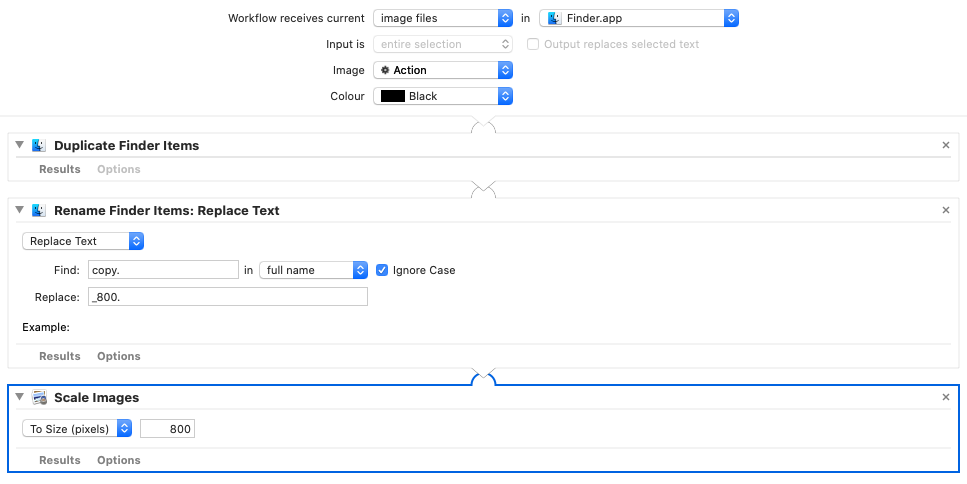 Workflow receives current image files in Finder.app
Input is entire selection Output replaces selected text
Image Action
Colour Black
Duplicate Finder Items
Results Options
Rename Finder Items: Replace Text
Replace Text
Find: copy. in full name Ignore Case
Replace: _800.
Example:
Results Options
Scale Images
To Size (pixels) 800
Results Options